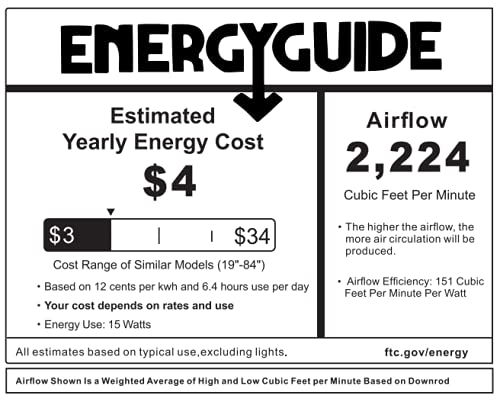 ENERGYGUIDE
Estimated
Yearly Energy Cost
$4
$3 $34
Cost Range of Similar Models (19"-84")
• Based on 12 cents per kwh and 6.4 hours use per day
• Your cost depends on rates and use
• Energy Use: 15 Watts
Airflow
2,224
Cubic Feet Per Minute
• The higher the airflow, the
more air circulation will be
produced.
• Airflow Efficiency: 151 Cubic
Feet Per Minute Per Watt
All estimates based on typical use,excluding lights.
ftc.gov/energy
Airflow Shown Is a Weighted Average of High and Low Cubic Feet per Minute Based on Downrod